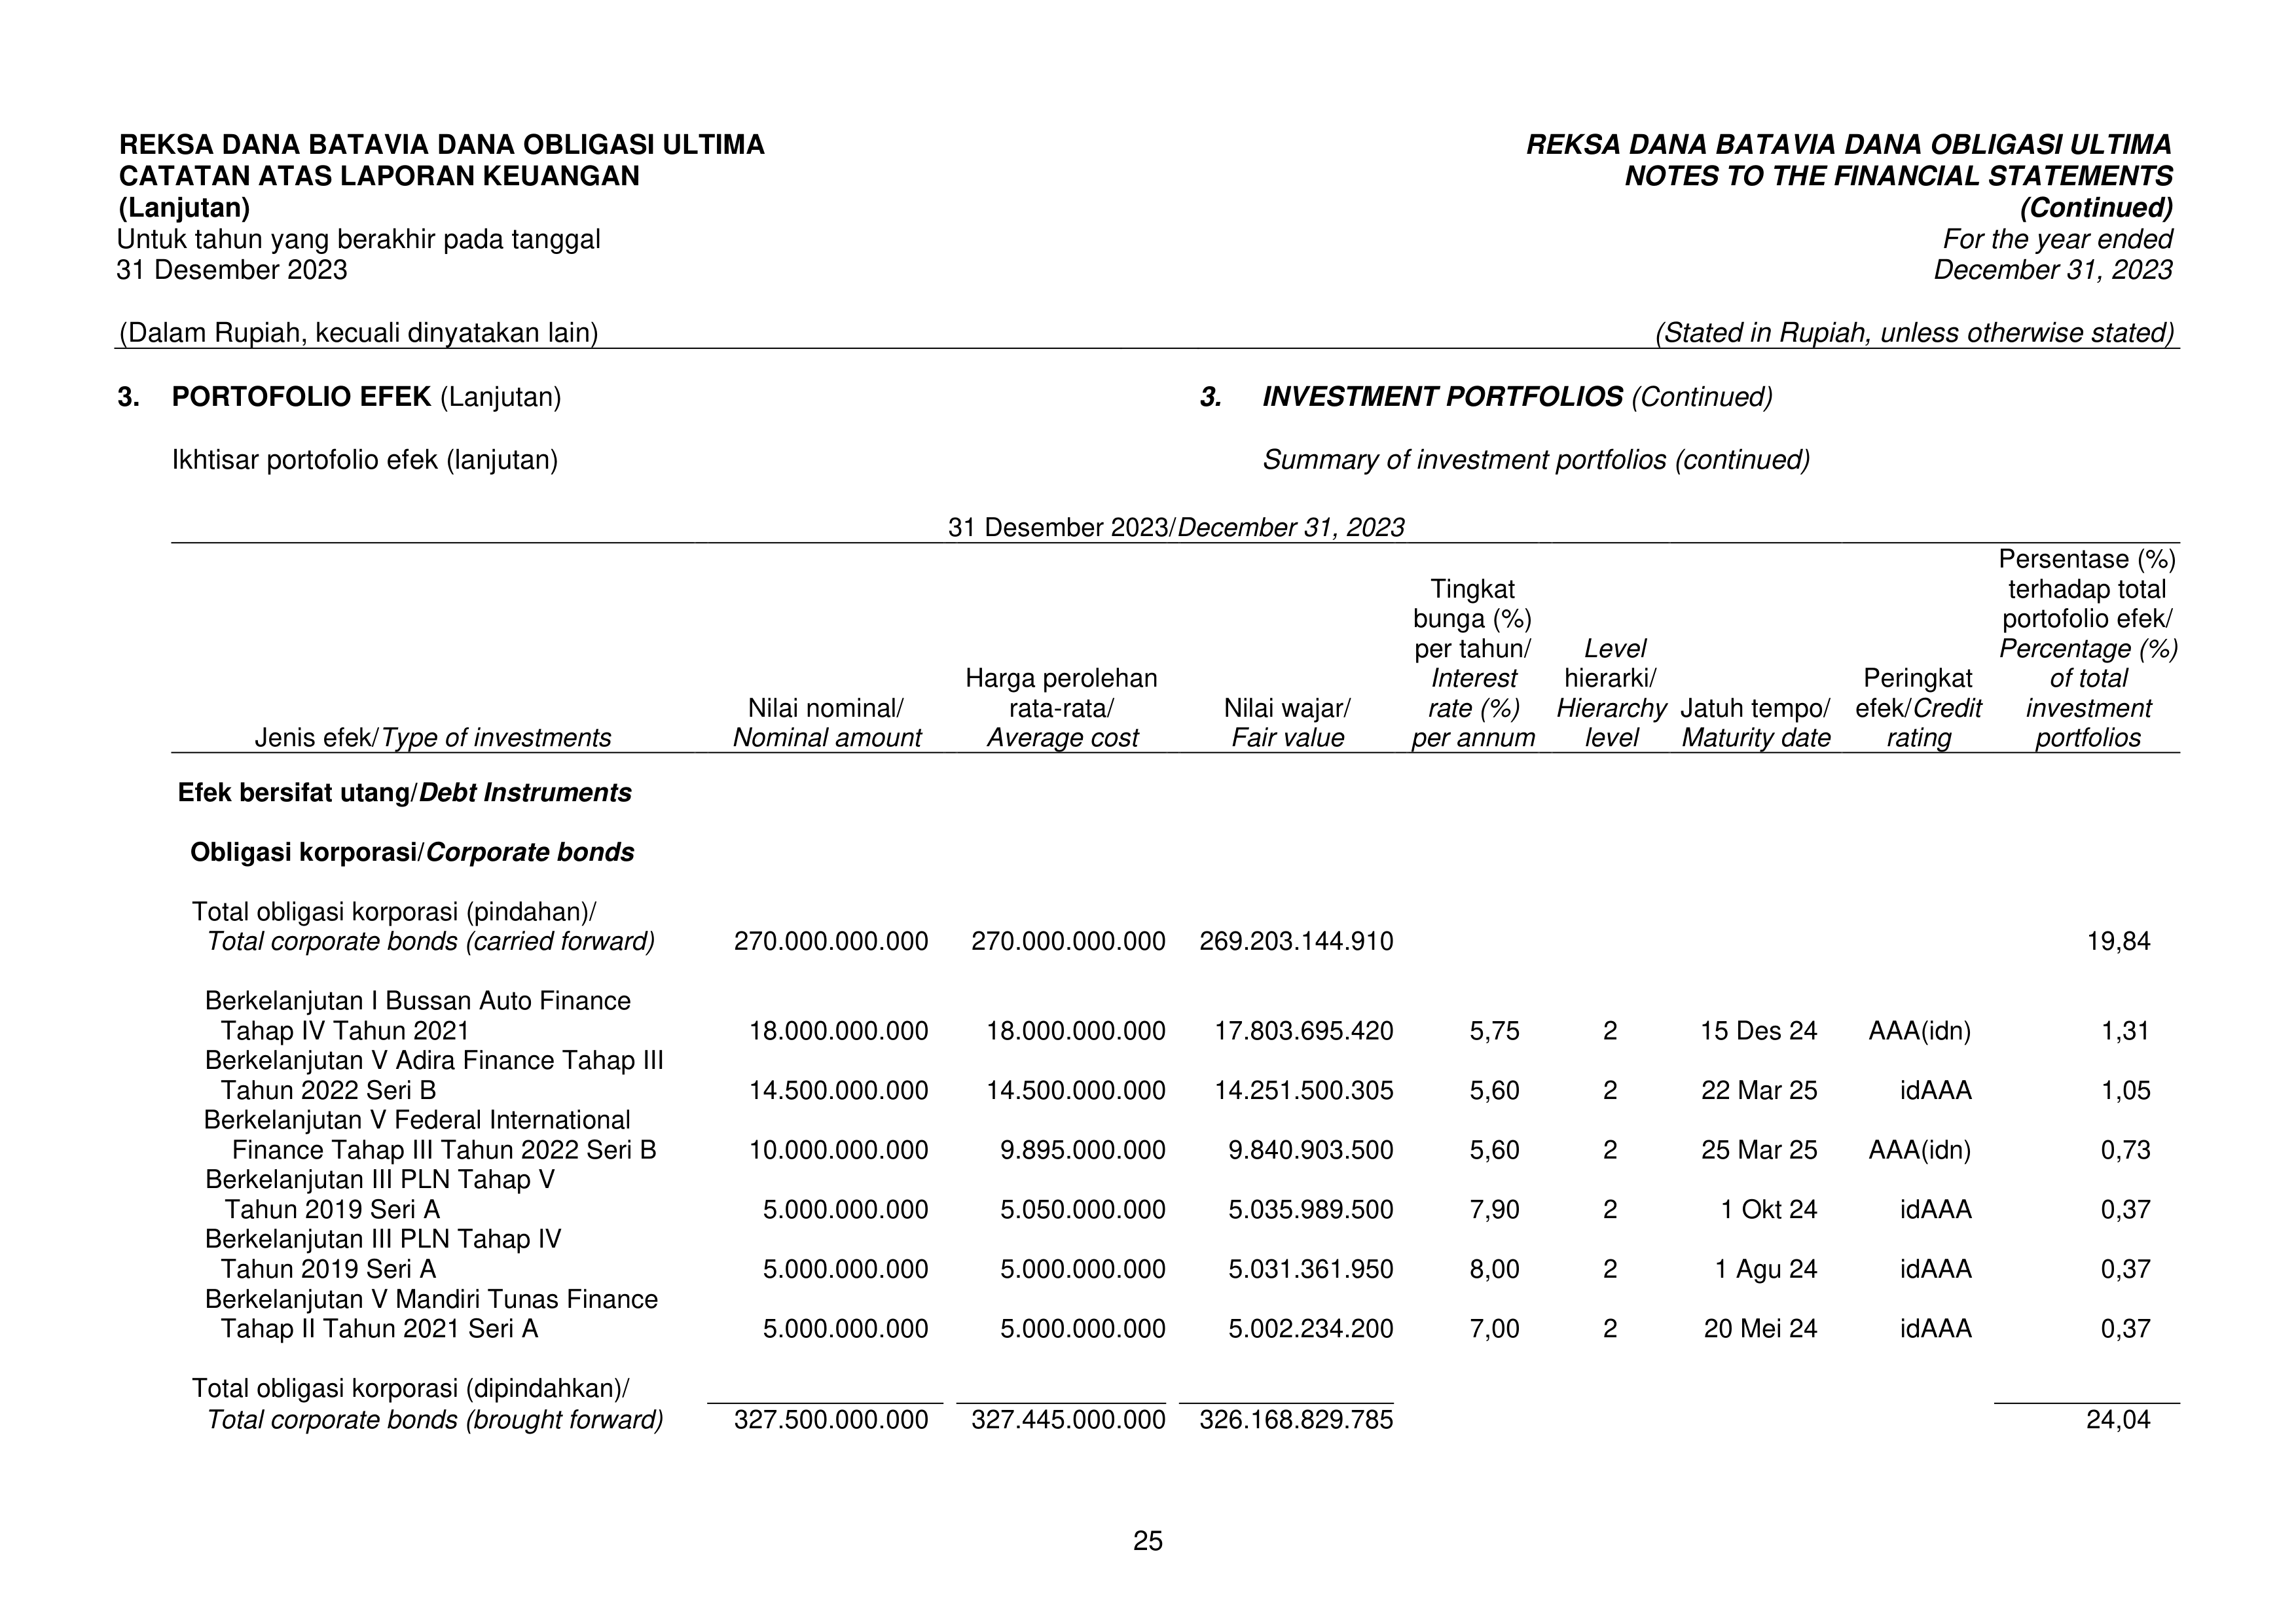 REKSA DANA BATAVIA DANA OBLIGASI ULTIMA
CATATAN ATAS LAPORAN KEUANGAN
(Lanjutan)
Untuk tahun yang berakhir pada tanggal
31 Desember 2023
(Dalam Rupiah, kecuali dinyatakan lain)
REKSA DANA BATAVIA DANA OBLIGASI ULTIMA
NOTES TO THE FINANCIAL STATEMENTS
(Continued)
For the year ended
December 31, 2023
(Stated in Rupiah, unless otherwise stated)
3. PORTOFOLIO EFEK (Lanjutan)
Ikhtisar portofolio efek (lanjutan)
3. INVESTMENT PORTFOLIOS (Continued)
Summary of investment portfolios (continued)
31 Desember 2023/December 31, 2023
Jenis efek/Type of investments
Nilai nominal/
Nominal amount
Harga perolehan
rata-rata/
Average cost
Nilai wajar/
Fair value
Tingkat
bunga (%)
per tahun/
Interest
rate (%)
per annum
Level
hierarki/
Hierarchy
level
Jatuh tempo/
Maturity date
Peringkat
efek/Credit
rating
Persentase (%)
terhadap total
portofolio efek/
Percentage (%)
of total
investment
portfolios
Efek bersifat utang/Debt Instruments
Obligasi korporasi/Corporate bonds
Total obligasi korporasi (pindahan)/
Total corporate bonds (carried forward) 270.000.000.000 270.000.000.000 269.203.144.910 19,84
Berkelanjutan I Bussan Auto Finance
Tahap IV Tahun 2021 18.000.000.000 18.000.000.000 17.803.695.420 5,75 2 15 Des 24 AAA(idn) 1,31
Berkelanjutan V Adira Finance Tahap III
Tahun 2022 Seri B 14.500.000.000 14.500.000.000 14.251.500.305 5,60 2 22 Mar 25 idAAA 1,05
Berkelanjutan V Federal International
Finance Tahap III Tahun 2022 Seri B 10.000.000.000 9.895.000.000 9.840.903.500 5,60 2 25 Mar 25 AAA(idn) 0,73
Berkelanjutan III PLN Tahap V
Tahun 2019 Seri A 5.000.000.000 5.050.000.000 5.035.989.500 7,90 2 1 Okt 24 idAAA 0,37
Berkelanjutan III PLN Tahap IV
Tahun 2019 Seri A 5.000.000.000 5.000.000.000 5.031.361.950 8,00 2 1 Agu 24 idAAA 0,37
Berkelanjutan V Mandiri Tunas Finance
Tahap II Tahun 2021 Seri A 5.000.000.000 5.000.000.000 5.002.234.200 7,00 2 20 Mei 24 idAAA 0,37
Total obligasi korporasi (dipindahkan)/
Total corporate bonds (brought forward) 327.500.000.000 327.445.000.000 326.168.829.785 24,04
25